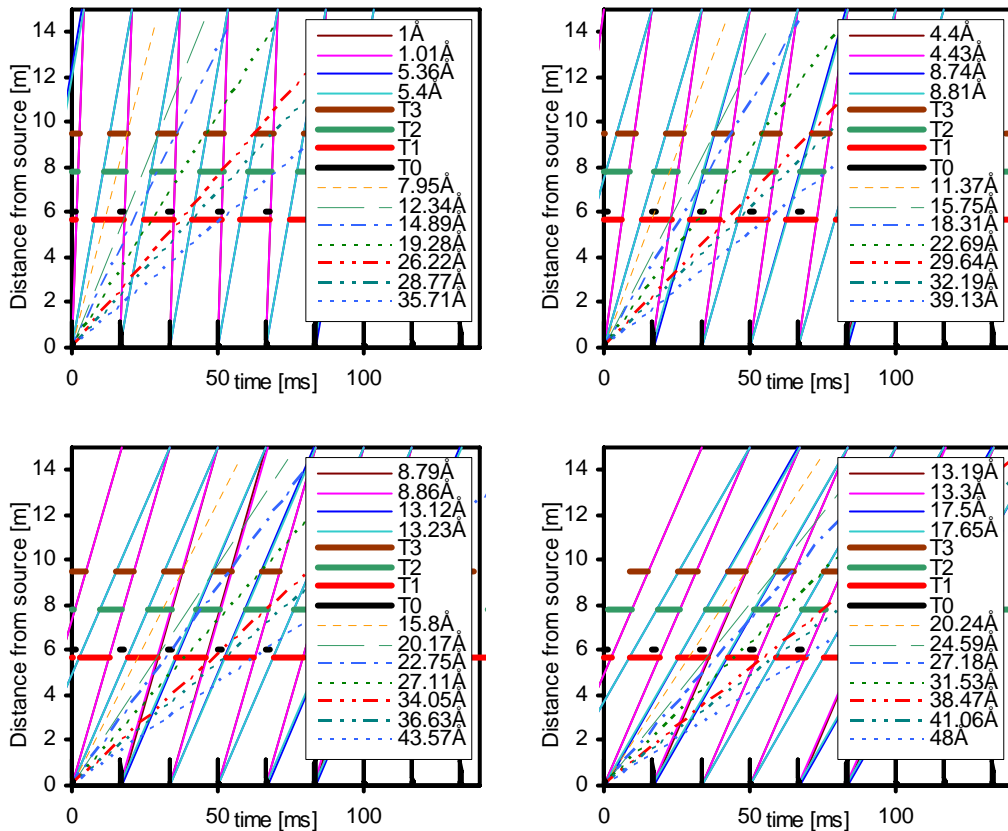 Distance from source [m]
14
12
10
8
6
4
2
0
0
50
100
time [ms]
1Å
1.01Å
5.36Å
5.4Å
T3
T2
T1
T0
7.95Å
12.34Å
14.89Å
19.28Å
26.22Å
28.77Å
35.71Å
Distance from source [m]
14
12
10
8
6
4
2
0
0
50
100
time [ms]
4.4Å
4.43Å
8.74Å
8.81Å
T3
T2
T1
T0
11.37Å
15.75Å
18.31Å
22.69Å
29.64Å
32.19Å
39.13Å
Distance from source [m]
14
12
10
8
6
4
2
0
0
50
100
time [ms]
8.79Å
8.86Å
13.12Å
13.23Å
T3
T2
T1
T0
15.8Å
20.17Å
22.75Å
27.11Å
34.05Å
36.63Å
43.57Å
Distance from source [m]
14
12
10
8
6
4
2
0
0
50
100
time [ms]
13.19Å
13.3Å
17.5Å
17.65Å
T3
T2
T1
T0
20.24Å
24.59Å
27.18Å
31.53Å
38.47Å
41.06Å
48Å